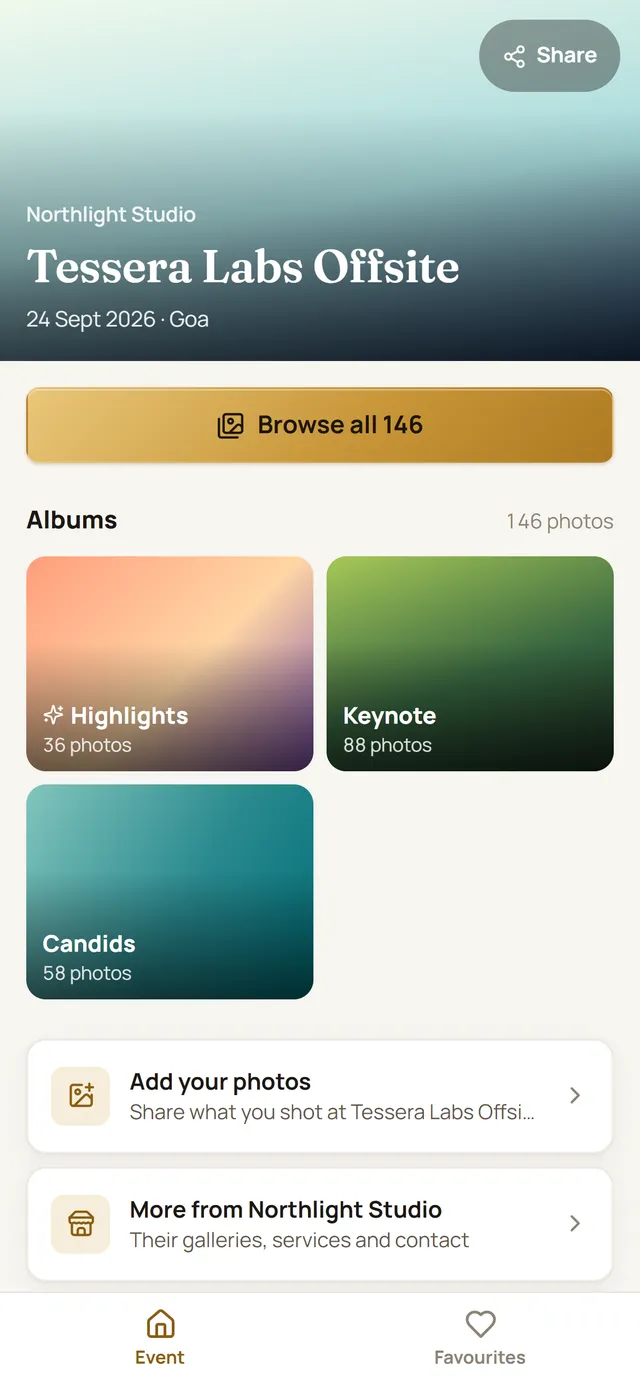 Share
Northlight Studio
Tessera Labs Offsite
24 Sept 2026 · Goa
Browse all 146
Albums
146 photos
Highlights
36 photos
Keynote
88 photos
Candids
58 photos
Add your photos
Share what you shot at Tessera Labs Offsi...
More from Northlight Studio
Their galleries, services and contact
Event
Favourites